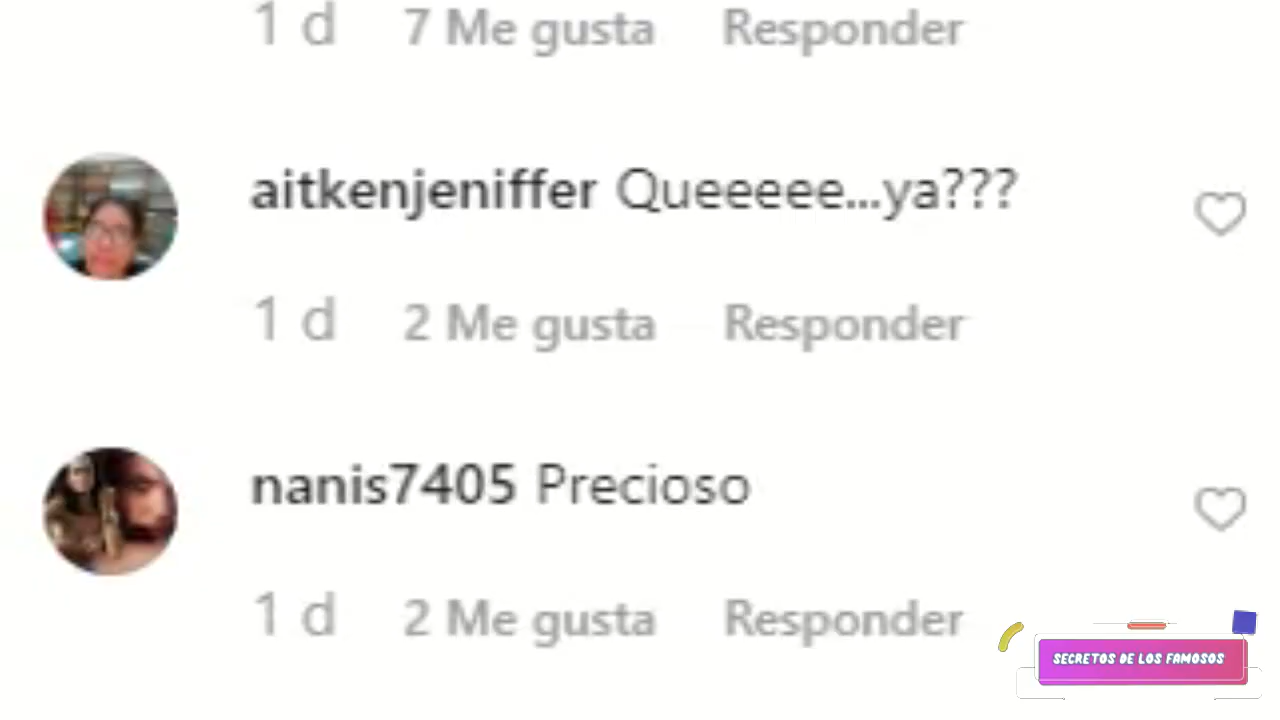 1 d 7 Me gusta Responder
aitkenjeniffer Queeeee...ya???
1 d 2 Me gusta Responder
nanis7405 Precioso
1 d 2 Me gusta Responder
SECRETOS DE LOS FAMOSOS